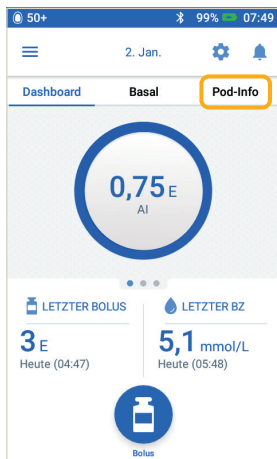 50+ 99% 07:49
2. Jan.
Dashboard Basal Pod-Info
0,75 E
AI
LETZTER BOLUS LETZTER BZ
3 E 5,1 mmol/L
Heute (04:47) Heute (05:48)
Bolus